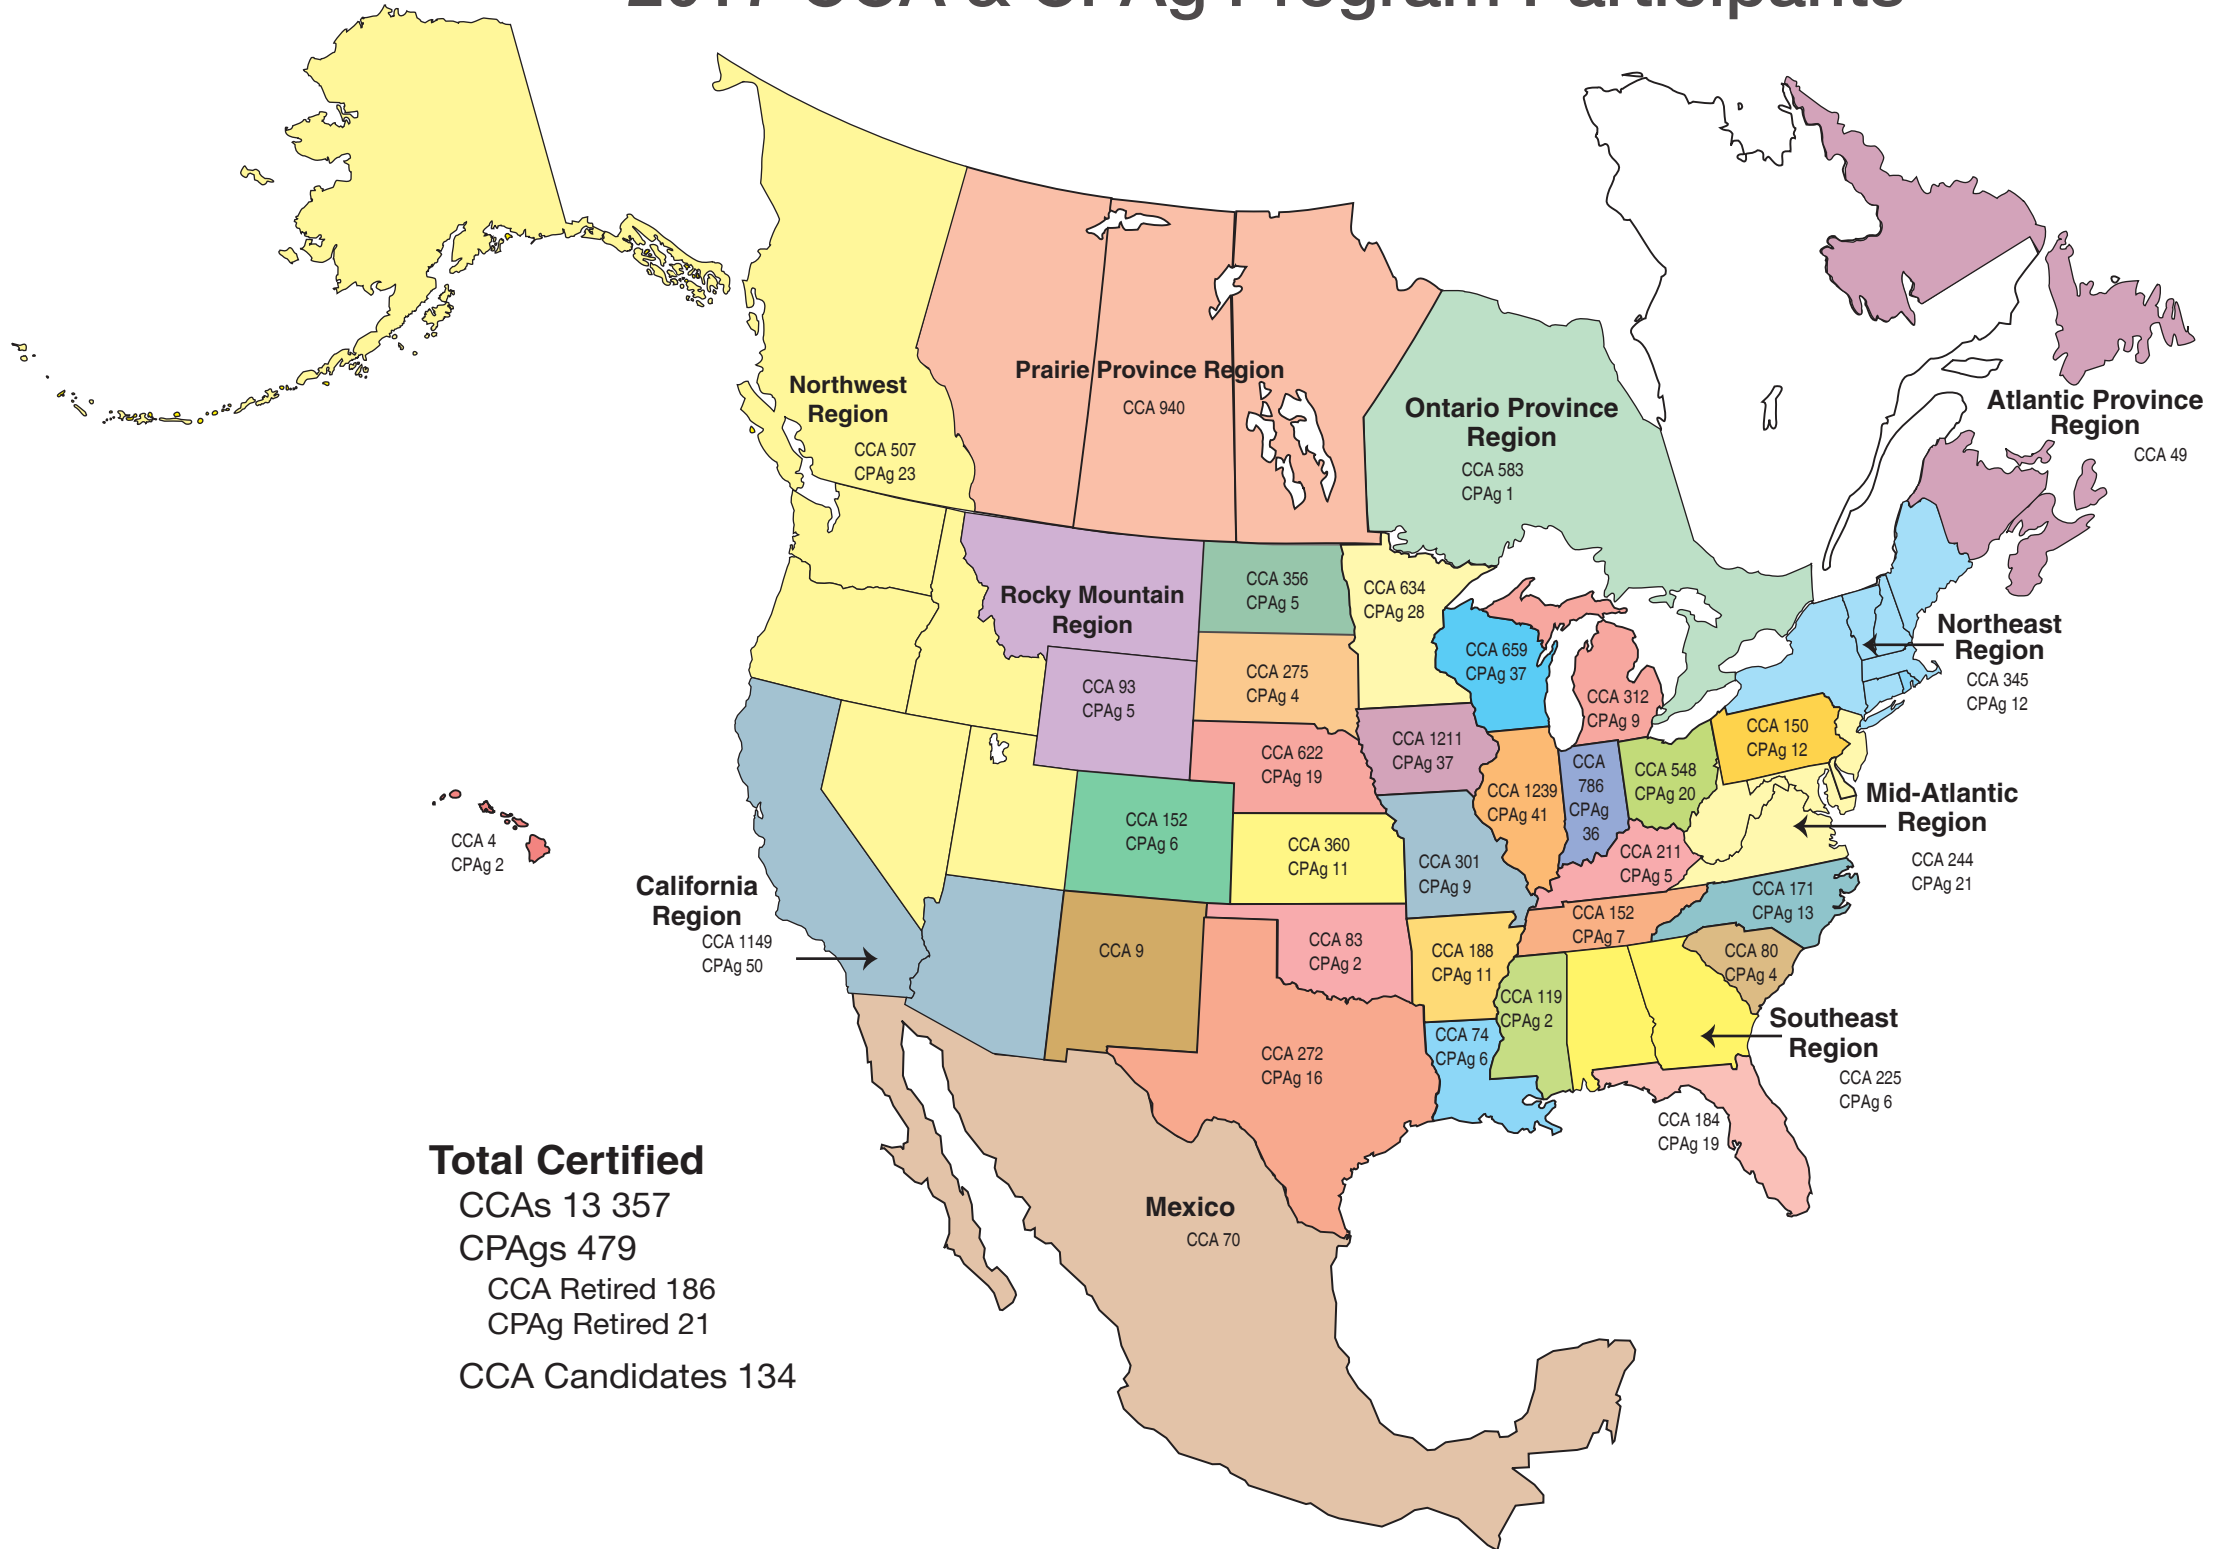 2017 CCA & CPAg Program Participants
Northwest
Region
CCA 507
CPAg 23
Prairie Province Region
CCA 940
Ontario Province
Region
CCA 583
CPAg 1
Atlantic Province
Region
CCA 49
Rocky Mountain
Region
CCA 93
CPAg 5
CCA 356
CPAg 5
CCA 634
CPAg 28
CCA 275
CPAg 4
CCA 659
CPAg 37
CCA 312
CPAg 9
Northeast
Region
CCA 345
CPAg 12
CCA 622
CPAg 19
CCA 1211
CPAg 37
CCA 1239
CPAg 41
CCA
786
CPAg
36
CCA 548
CPAg 20
CCA 150
CPAg 12
Mid-Atlantic
Region
CCA 244
CPAg 21
CCA 4
CPAg 2
California
Region
CCA 1149
CPAg 50
CCA 152
CPAg 6
CCA 360
CPAg 11
CCA 301
CPAg 9
CCA 211
CPAg 5
CCA 171
CPAg 13
CCA 152
CPAg 7
CCA 9
CCA 83
CPAg 2
CCA 188
CPAg 11
CCA 80
CPAg 4
CCA 119
CPAg 2
CCA 74
CPAg 6
CCA 272
CPAg 16
Southeast
Region
CCA 225
CPAg 6
CCA 184
CPAg 19
Mexico
CCA 70
Total Certified
CCAs 13 357
CPAgs 479
CCA Retired 186
CPAg Retired 21
CCA Candidates 134